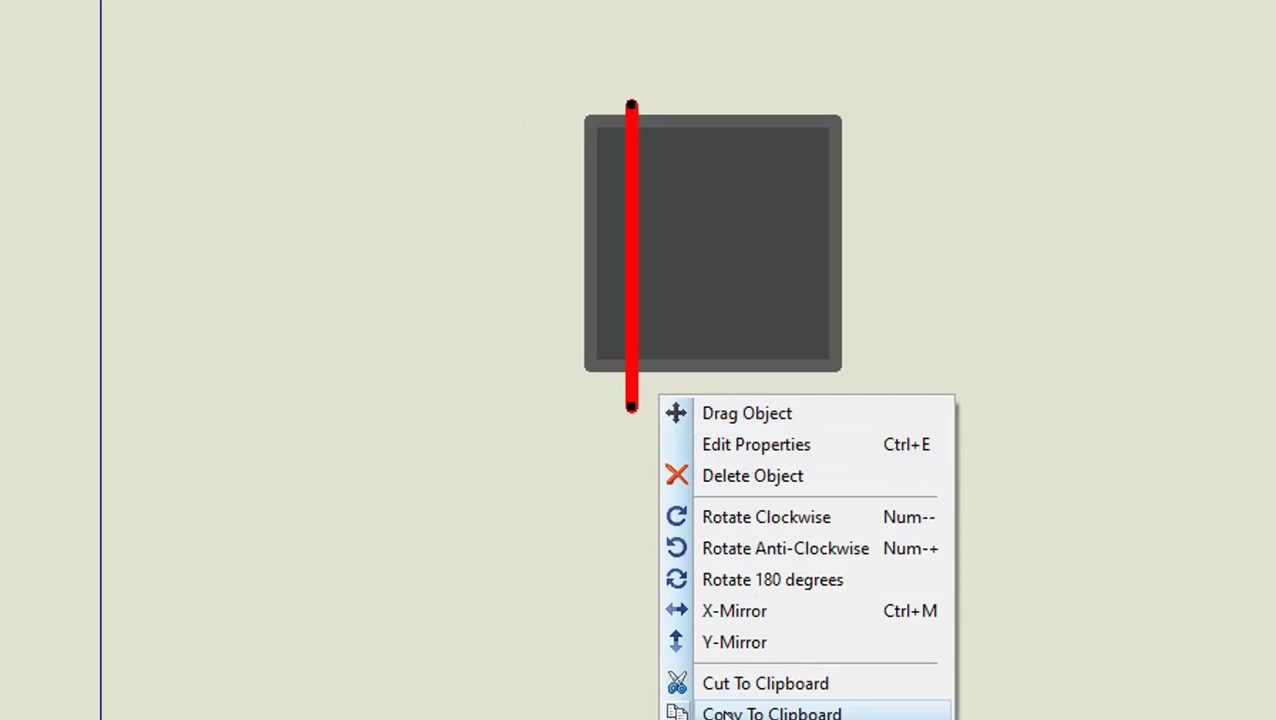 Drag Object
Edit Properties Ctrl+E
Delete Object
Rotate Clockwise Num--
Rotate Anti-Clockwise Num-+
Rotate 180 degrees
X-Mirror Ctrl+M
Y-Mirror
Cut To Clipboard
Copy To Clipboard